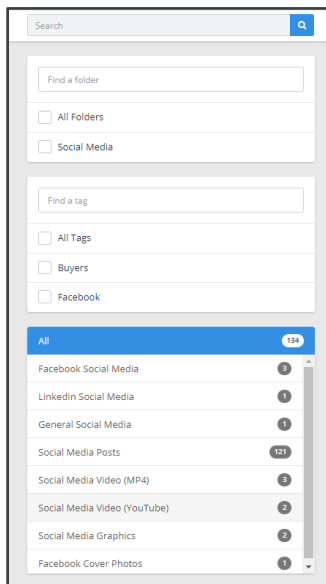 Search
Find a folder
All Folders
Social Media
Find a tag
All Tags
Buyers
Facebook
All 134
Facebook Social Media 3
LinkedIn Social Media 1
General Social Media 1
Social Media Posts 121
Social Media Video (MP4) 3
Social Media Video (YouTube) 2
Social Media Graphics 2
Facebook Cover Photos 1